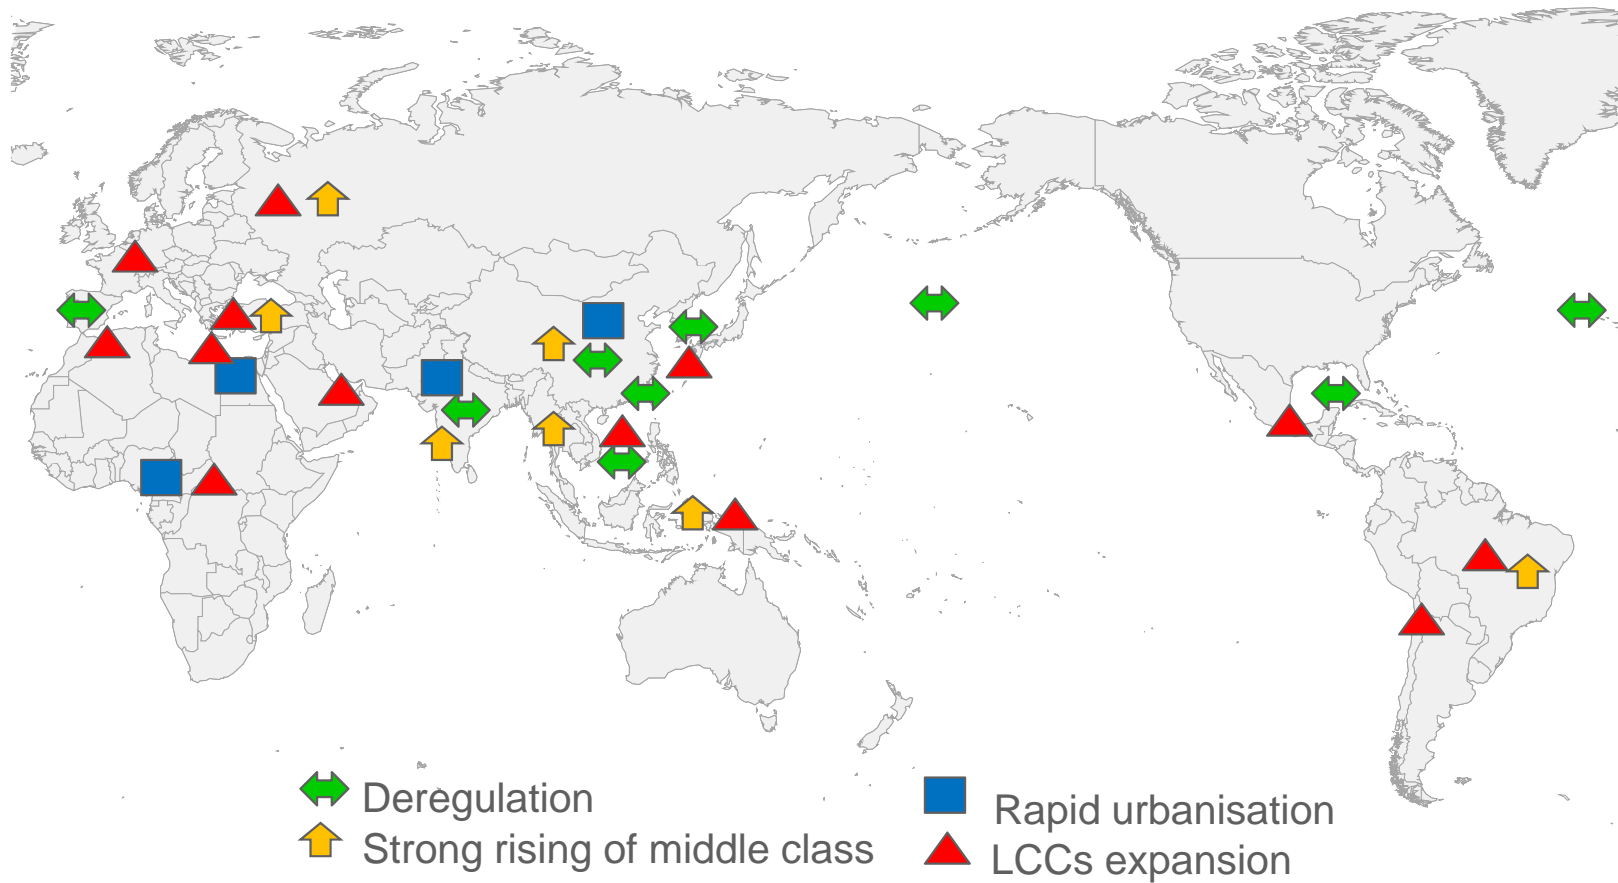 Deregulation
Strong rising of middle class
Rapid urbanisation
LCCs expansion